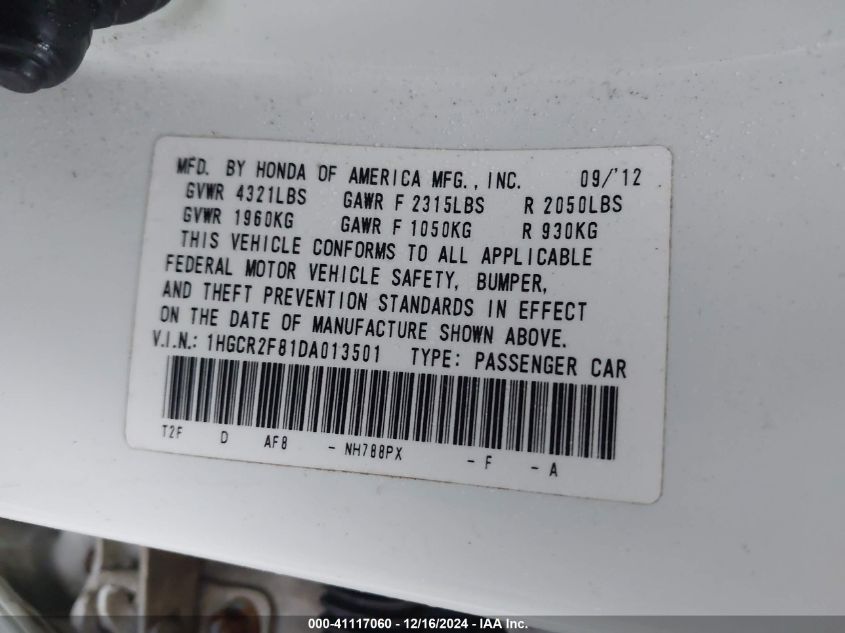 MFD. BY HONDA OF AMERICA MFG., INC. 09/'12
GVWR 4321LBS GAWR F 2315LBS R 2050LBS
GVWR 1960KG GAWR F 1050KG R 930KG
THIS VEHICLE CONFORMS TO ALL APPLICABLE
FEDERAL MOTOR VEHICLE SAFETY, BUMPER,
AND THEFT PREVENTION STANDARDS IN EFFECT
ON THE DATE OF MANUFACTURE SHOWN ABOVE.
V.I.N.: 1HGCR2F81DA013501 TYPE: PASSENGER CAR
T2F D AF8 - NH788PX - F - A
000-41117060 - 12/16/2024 - IAA Inc.